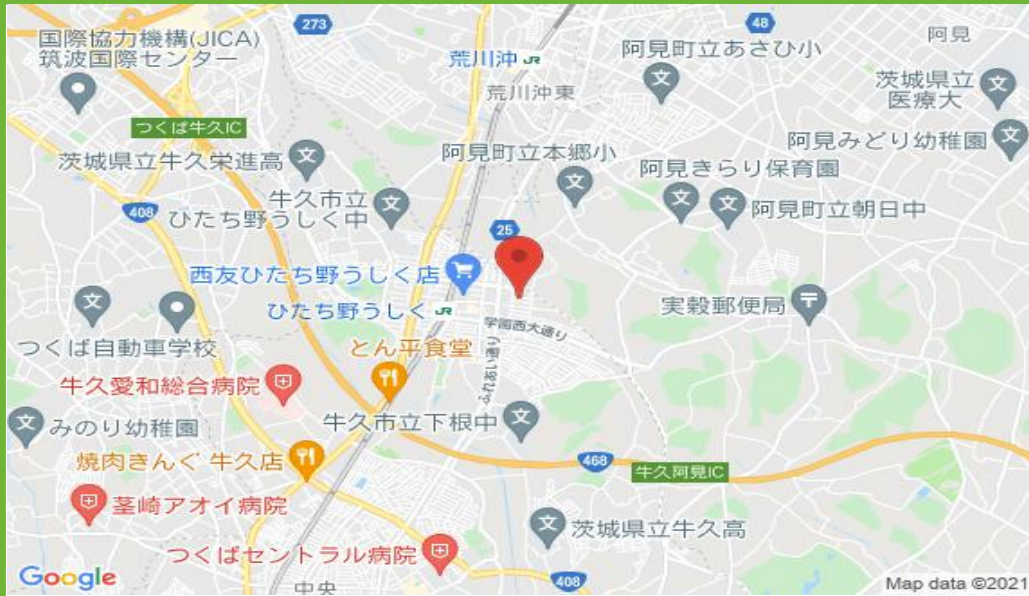 273
48
国際協力機構(JICA)
筑波国際センター
荒川沖 JR
阿見町立あさひ小
阿見
荒川沖東
茨城県立
医療大
つくば牛久IC
茨城県立牛久栄進高
阿見町立本郷小
阿見みどり幼稚園
阿見きらり保育園
408
牛久市立
ひたち野うしく中
阿見町立朝日中
25
西友ひたち野うしく店
ひたち野うしく JR
実穀郵便局
学園西大通り
つくば自動車学校
とん平食堂
ふれあい通り
牛久愛和総合病院
みのり幼稚園
牛久市立下根中
焼肉きんぐ 牛久店
468
牛久阿見IC
茎崎アオイ病院
茨城県立牛久高
つくばセントラル病院
Google
中央
408
Map data ©2021